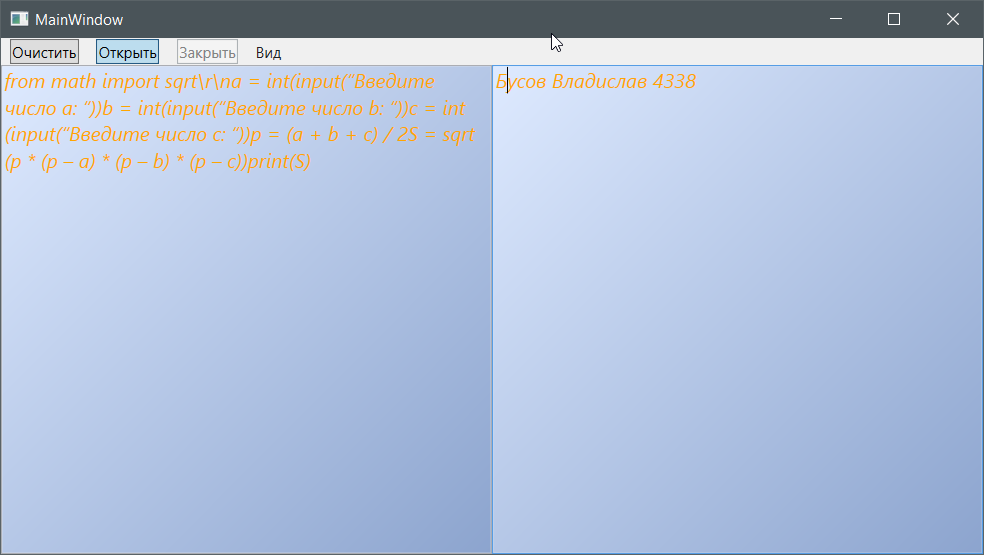 MainWindow
Очистить Открыть Закрыть Вид
from math import sqrt\r\na = int(input("Введите
число a: "))b = int(input("Введите число b: "))c = int
(input("Введите число c: "))p = (a + b + c) / 2S = sqrt
(p * (p – a) * (p – b) * (p – c))print(S)
Бусов Владислав 4338